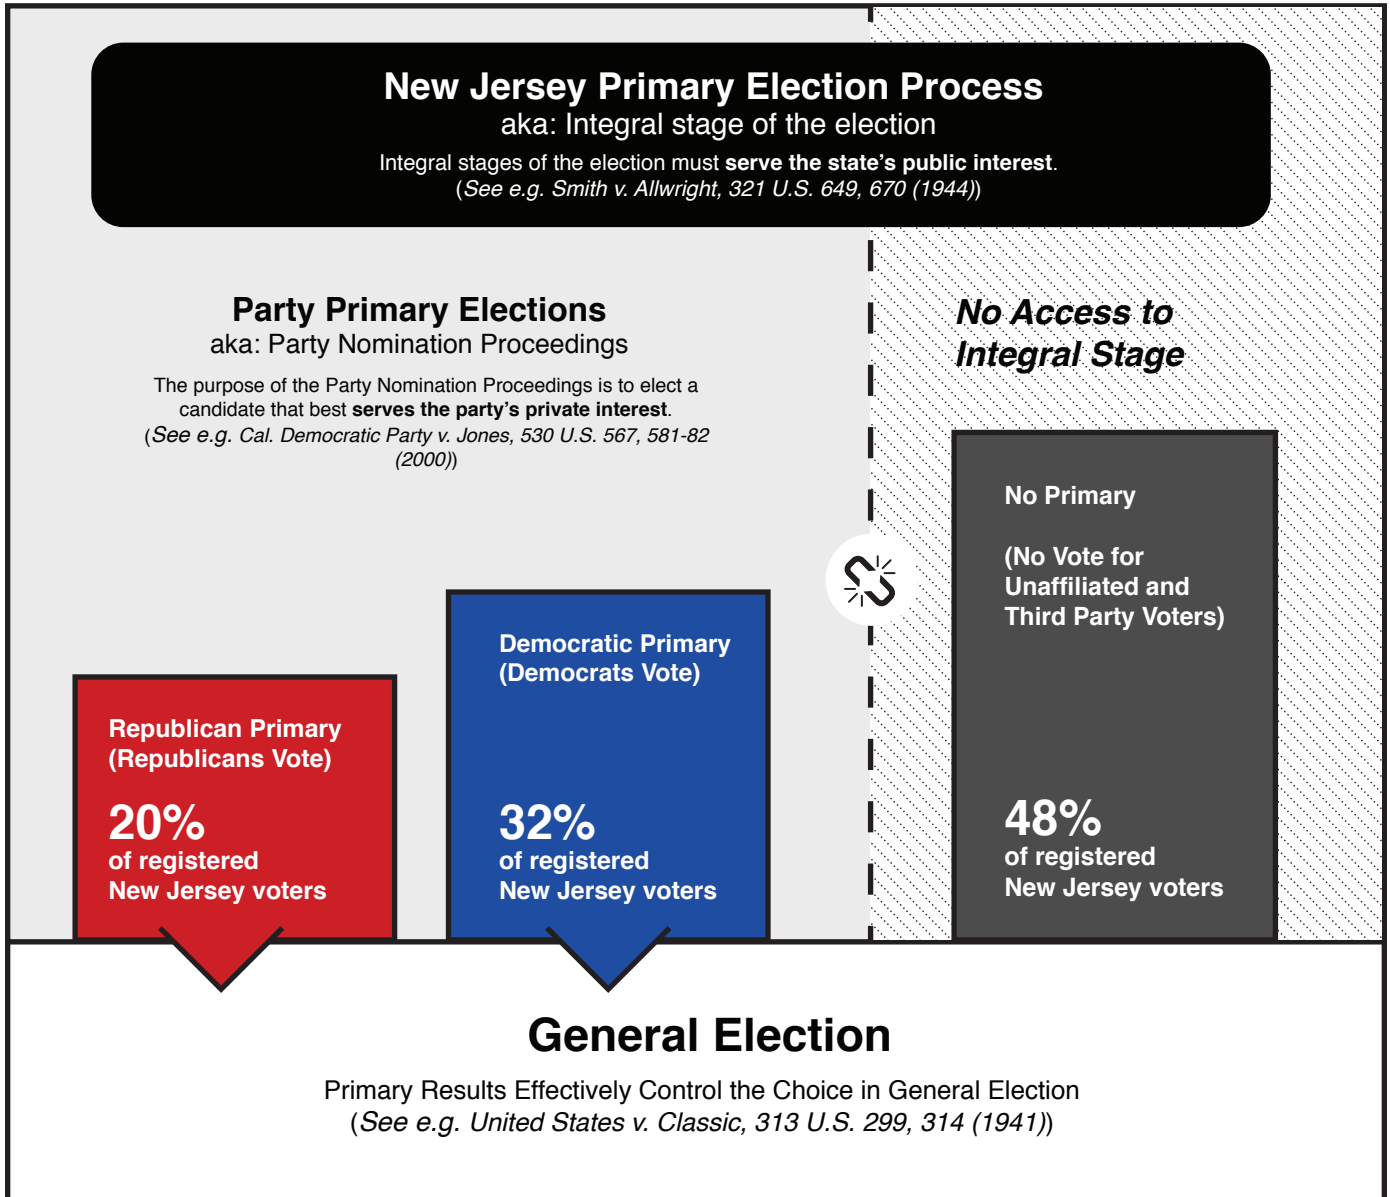 New Jersey Primary Election Process
aka: Integral stage of the election
Integral stages of the election must serve the state's public interest.
(See e.g. Smith v. Allwright, 321 U.S. 649, 670 (1944))
Party Primary Elections
aka: Party Nomination Proceedings
The purpose of the Party Nomination Proceedings is to elect a
candidate that best serves the party's private interest.
(See e.g. Cal. Democratic Party v. Jones, 530 U.S. 567, 581-82
(2000))
No Access to
Integral Stage
Republican Primary
(Republicans Vote)
20%
of registered
New Jersey voters
Democratic Primary
(Democrats Vote)
32%
of registered
New Jersey voters
No Primary
(No Vote for
Unaffiliated and
Third Party Voters)
48%
of registered
New Jersey voters
General Election
Primary Results Effectively Control the Choice in General Election
(See e.g. United States v. Classic, 313 U.S. 299, 314 (1941))